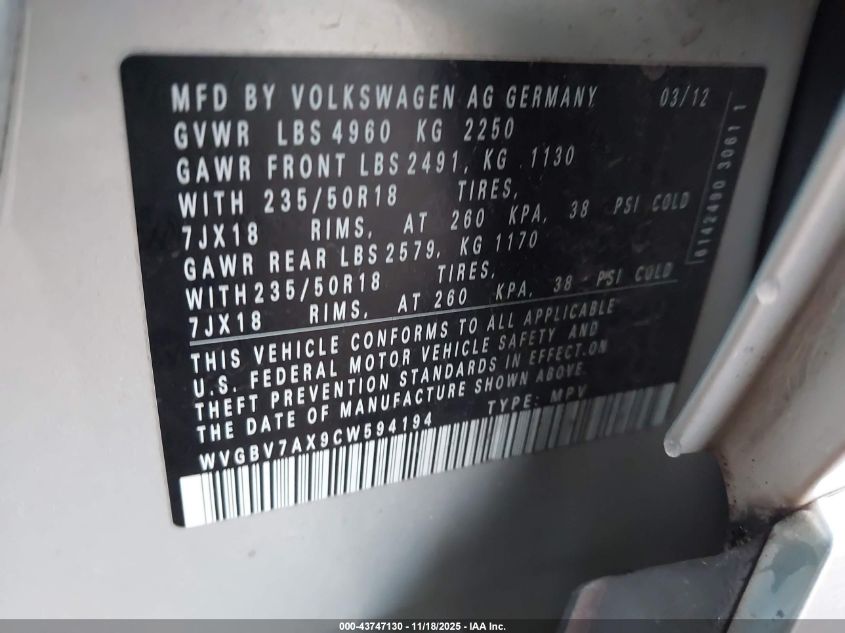 MFD BY VOLKSWAGEN AG GERMANY 03/12
GVWR LBS 4960 KG 2250
GAWR FRONT LBS 2491, KG 1130
WITH 235/50R18 TIRES,
7JX18 RIMS, AT 260 KPA, 38 PSI COLD
GAWR REAR LBS 2579, KG 1170
WITH 235/50R18 TIRES,
7JX18 RIMS, AT 260 KPA, 38 PSI COLD
THIS VEHICLE CONFORMS TO ALL APPLICABLE
U.S. FEDERAL MOTOR VEHICLE SAFETY AND
THEFT PREVENTION STANDARDS IN EFFECT ON
THE DATE OF MANUFACTURE SHOWN ABOVE
WVGBV7AX9CW594194 TYPE: MPV
6142490 3061 1
000-43747130 - 11/18/2025 - IAA Inc.